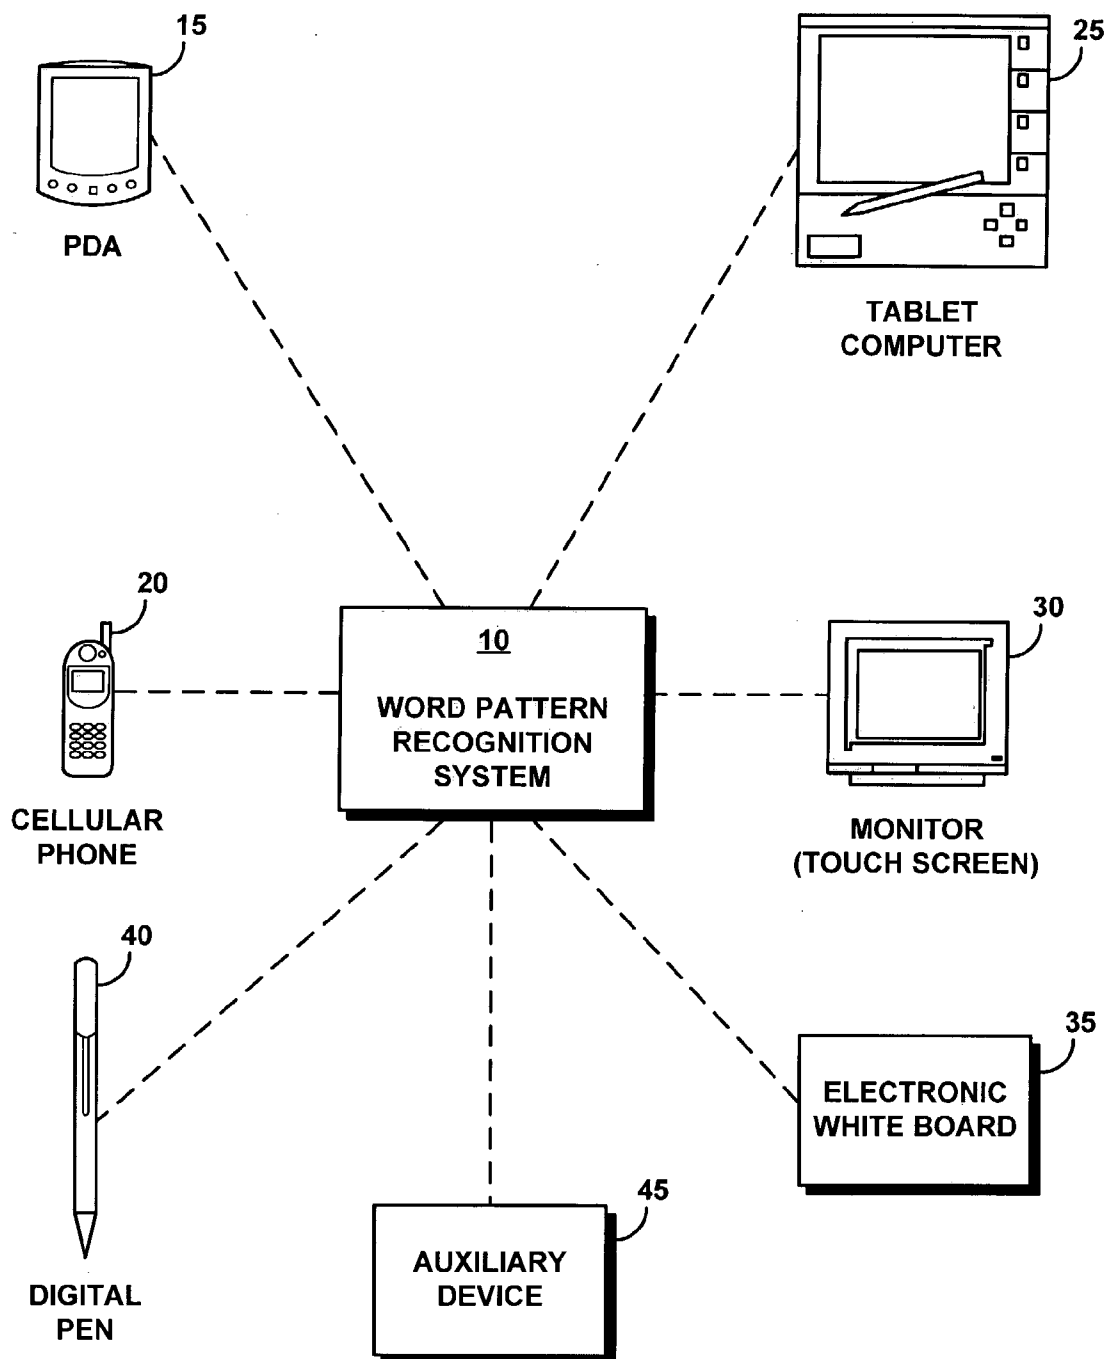 15
PDA
25
TABLET
COMPUTER
20
CELLULAR
PHONE
10
WORD PATTERN
RECOGNITION
SYSTEM
30
MONITOR
(TOUCH SCREEN)
40
DIGITAL
PEN
45
AUXILIARY
DEVICE
35
ELECTRONIC
WHITE BOARD